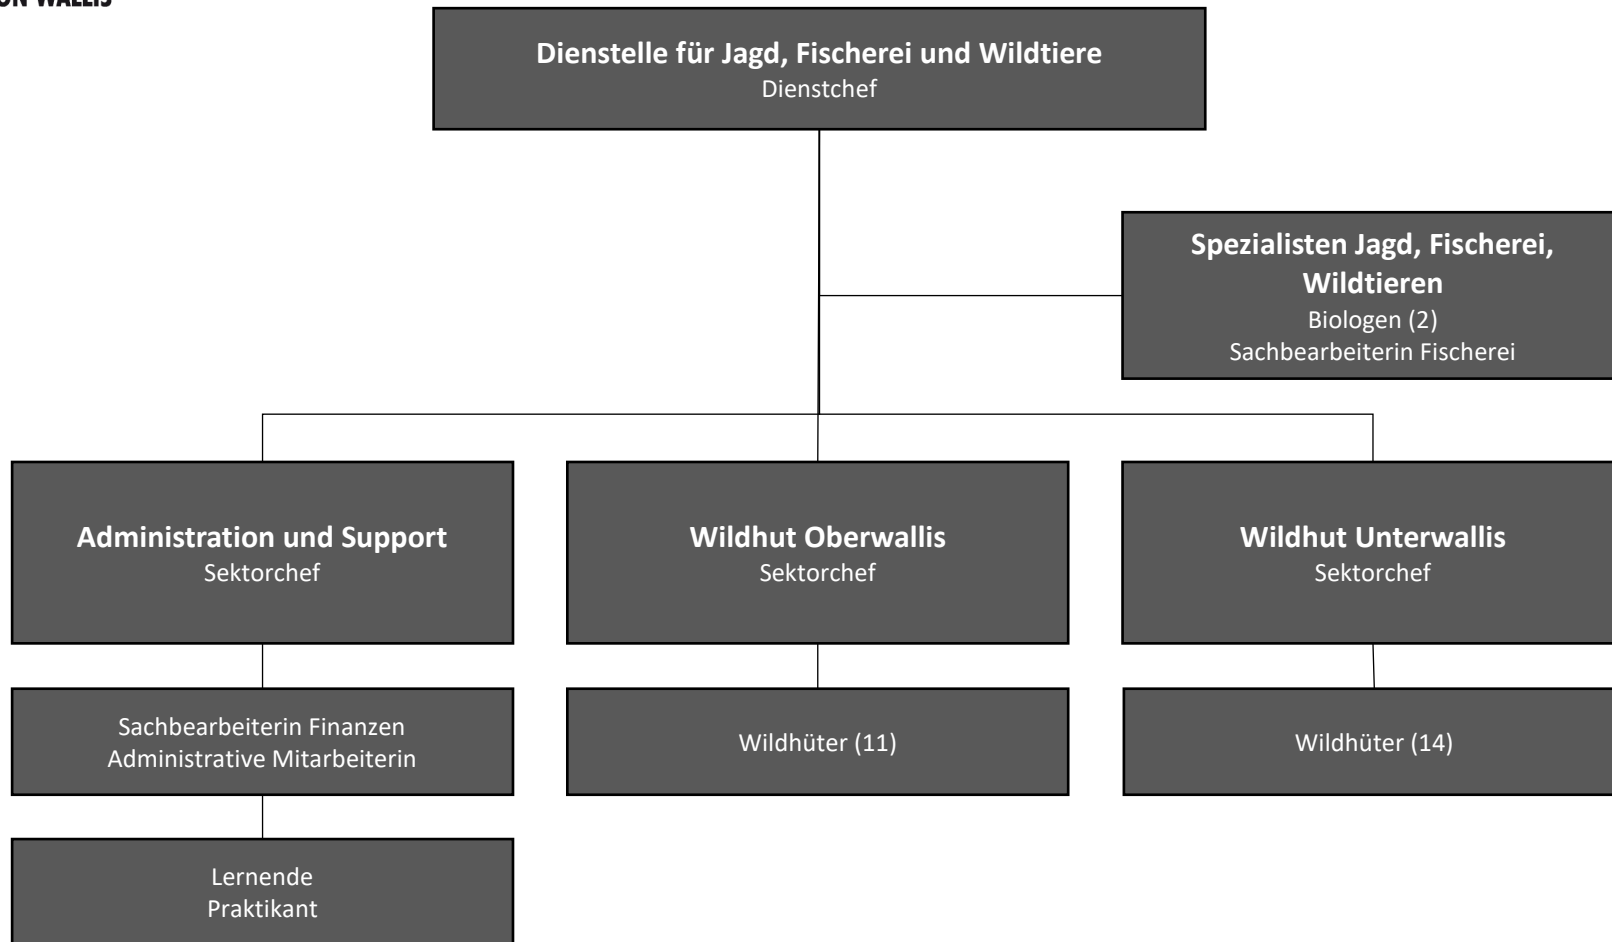 WALLIS
Dienstelle für Jagd, Fischerei und Wildtiere
Dienstchef
Spezialisten Jagd, Fischerei,
Wildtieren
Biologen (2)
Sachbearbeiterin Fischerei
Administration und Support
Sektorchef
Wildhut Oberwallis
Sektorchef
Wildhut Unterwallis
Sektorchef
Sachbearbeiterin Finanzen
Administrative Mitarbeiterin
Wildhüter (11)
Wildhüter (14)
Lernende
Praktikant